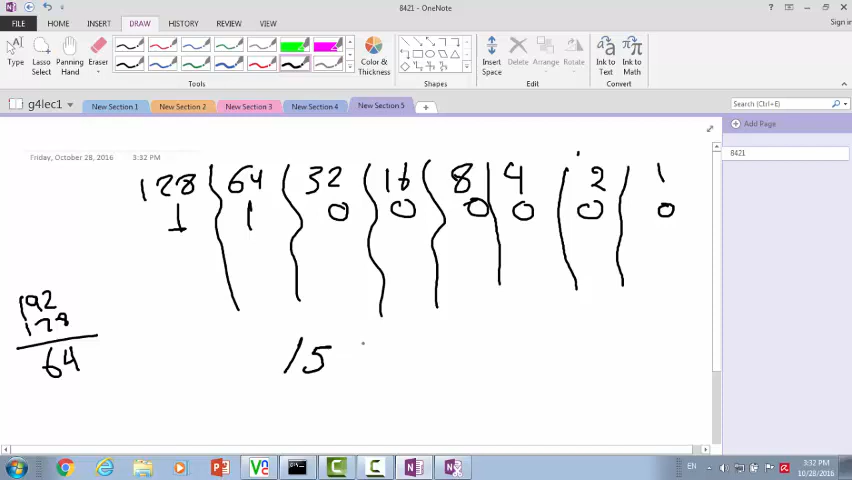 8421 - OneNote
FILE HOME INSERT DRAW HISTORY REVIEW VIEW Sign in
Type Lasso Select Panning Hand Eraser Color & Thickness Insert Space Delete Arrange Rotate Ink to Text Ink to Math
Tools Shapes Edit Convert
g4lec1 New Section 1 New Section 2 New Section 3 New Section 4 New Section 5 Search (Ctrl+E)
Add Page
8421
Friday, October 28, 2016 3:32 PM
128 64 32 16 8 4 2 1
1 1 0 0 0 0 0 0
192
128
64
15
EN 3:32 PM
10/28/2016